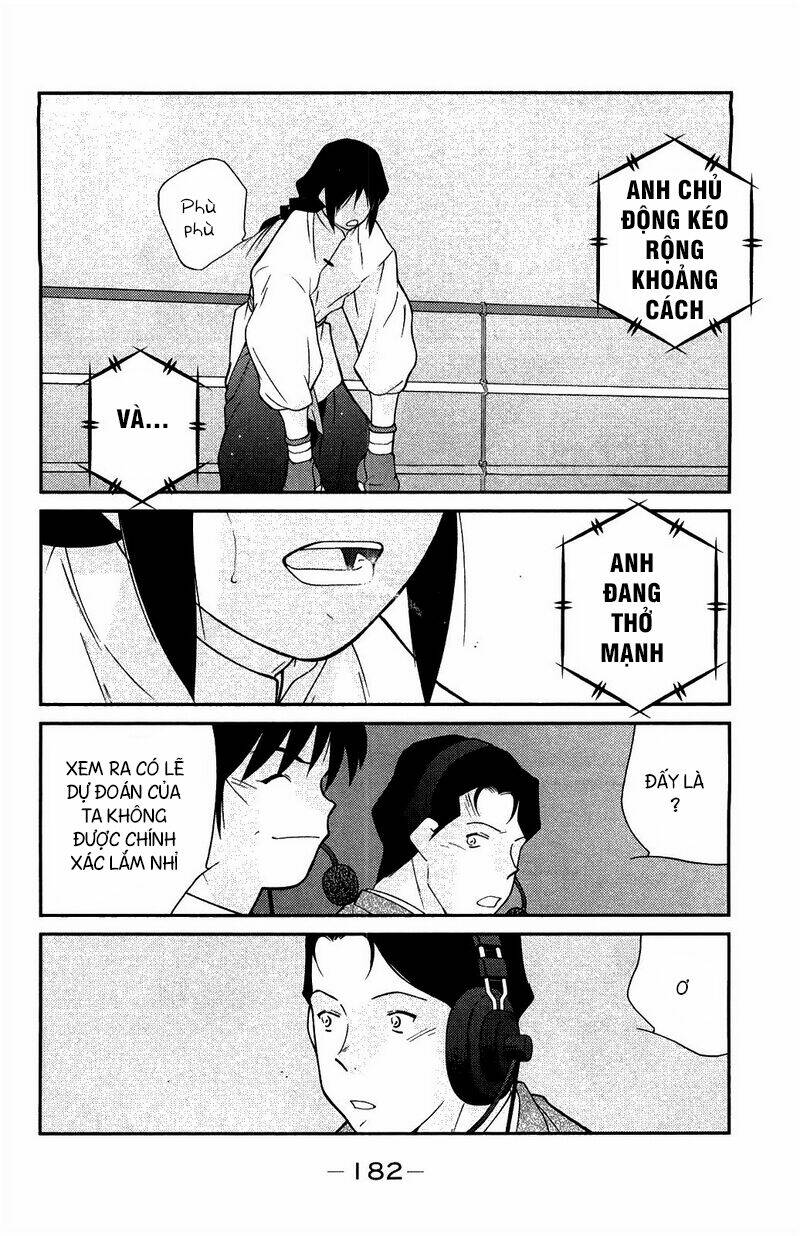 ANH CHỦ
ĐỘNG KÉO
RỘNG
KHOẢNG
CÁCH
Phù
phù
VÀ...
ANH
ĐANG
THỞ
MẠNH
ĐẤY LÀ
?
XEM RA CÓ LẼ
DỰ ĐOÁN CỦA
TA KHÔNG
ĐƯỢC CHÍNH
XÁC LẮM NHỈ
Ơ
-182-